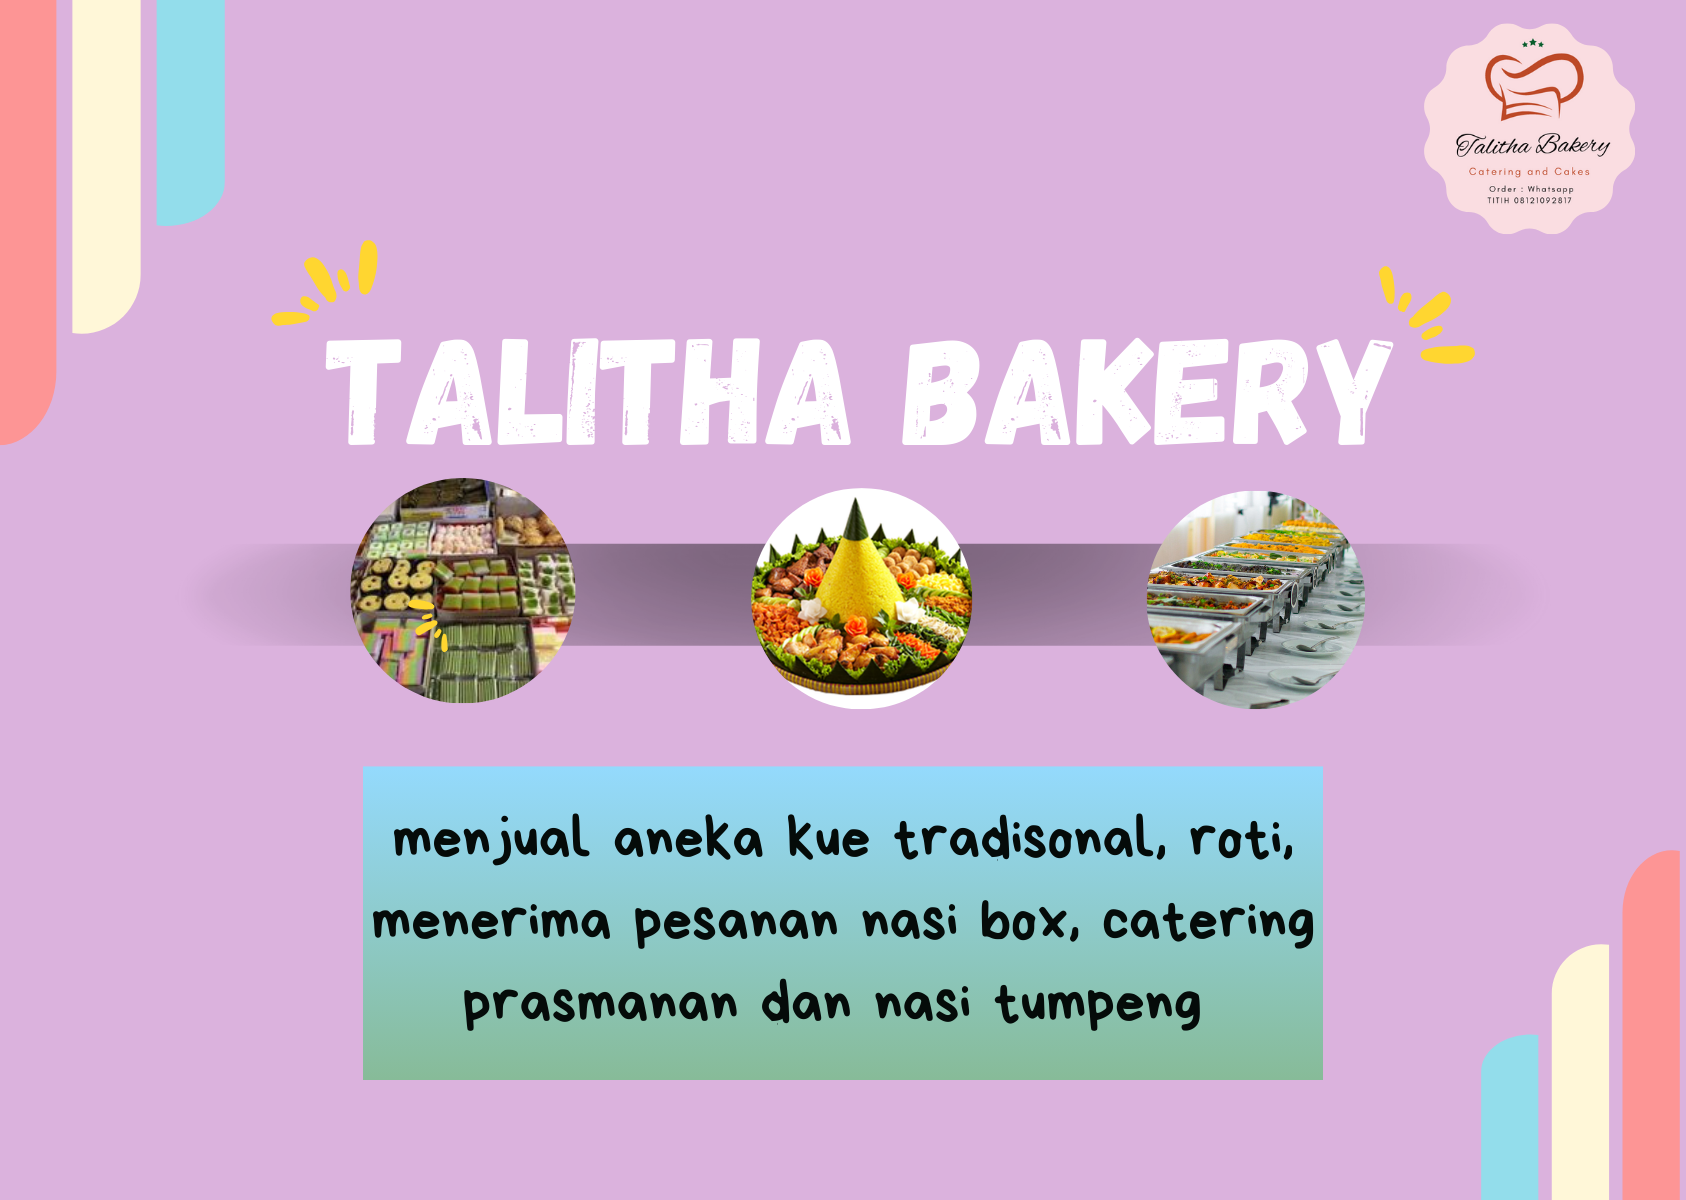 Talitha Bakery
Catering and Cakes
Order : Whatsapp
TITIH 08121092817
TALITHA BAKERY
menjual aneka kue tradisonal, roti,
menerima pesanan nasi box, catering
prasmanan dan nasi tumpeng